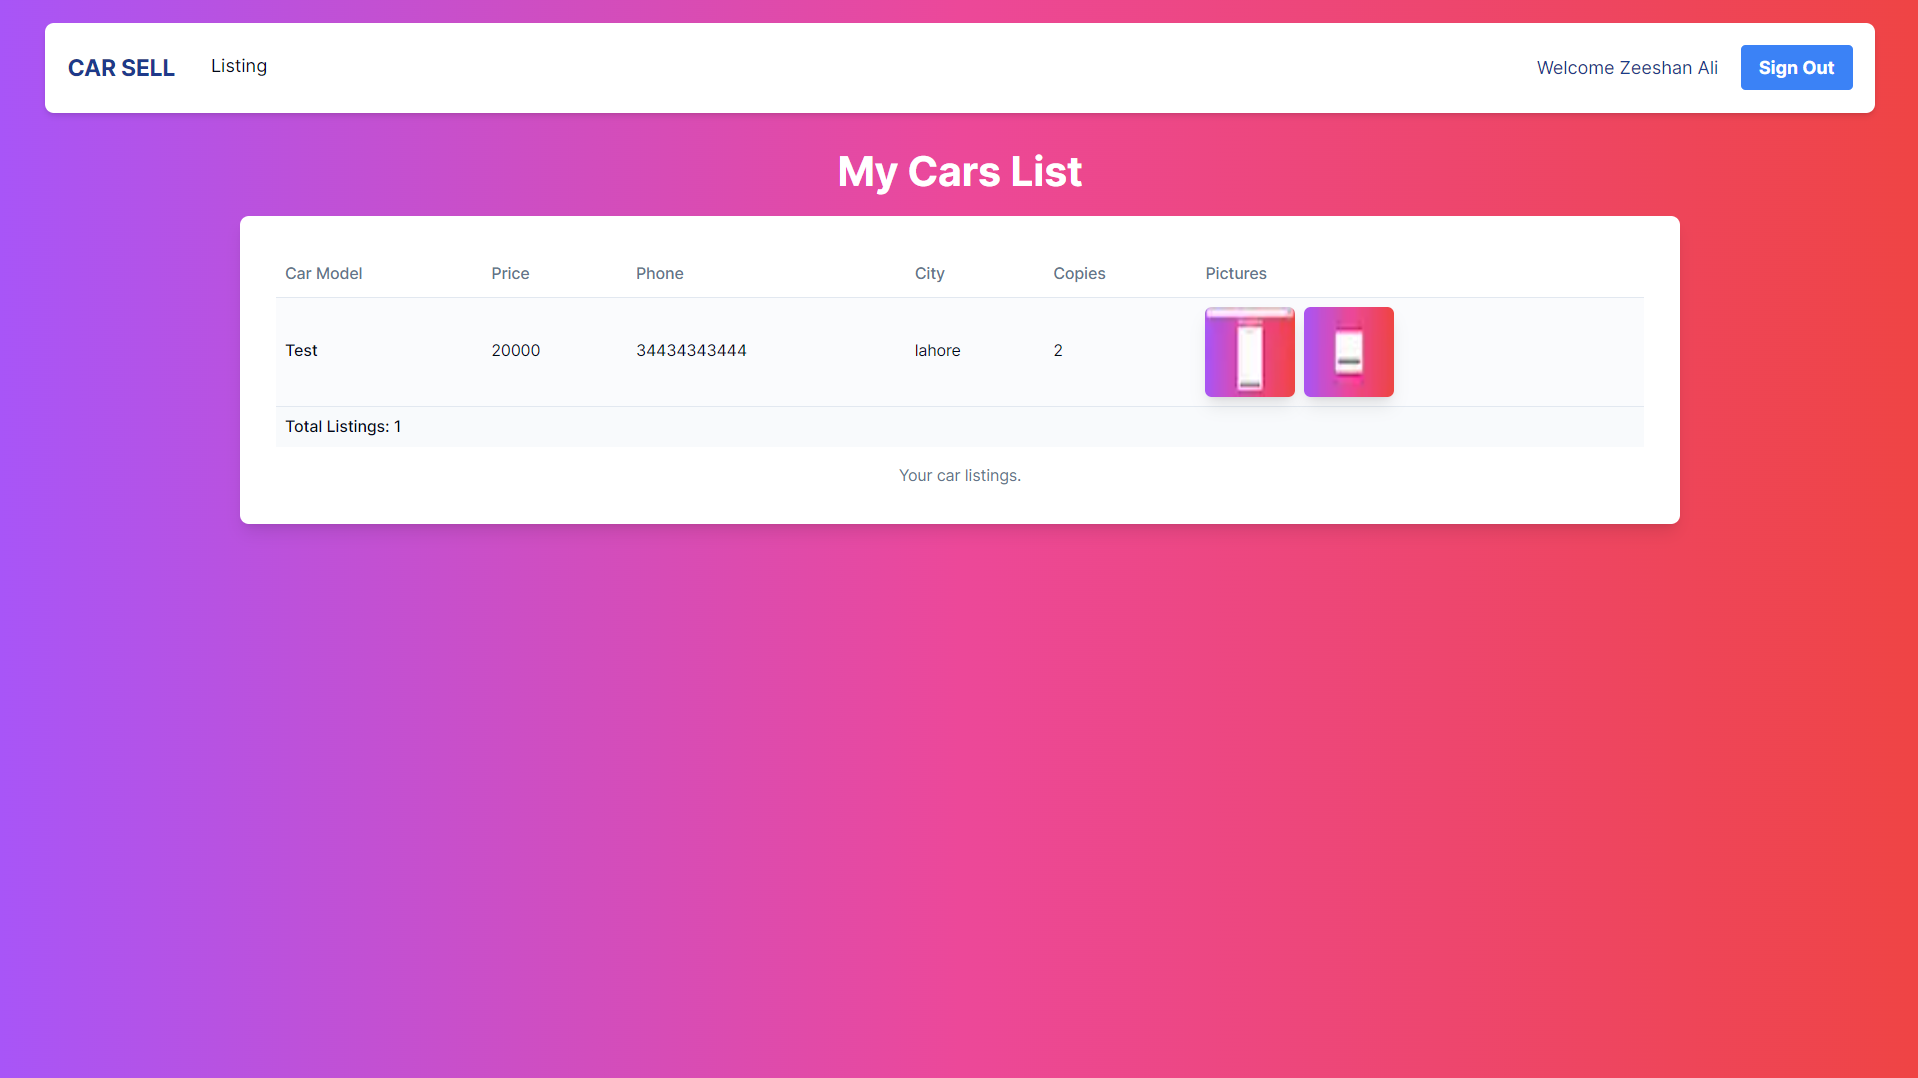 CAR SELL Listing Welcome Zeeshan Ali Sign Out
My Cars List
Car Model Price Phone City Copies Pictures
Test 20000 34434343444 lahore 2
Total Listings: 1
Your car listings.